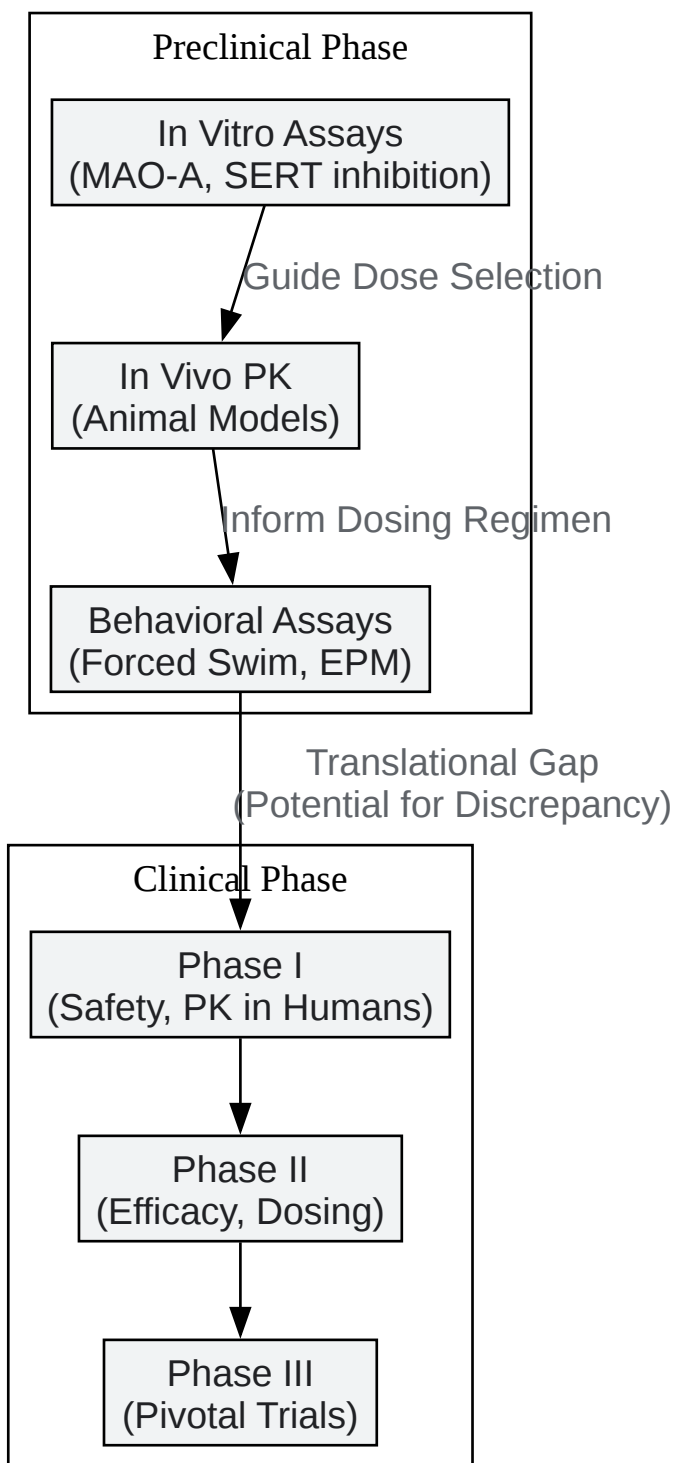 Preclinical Phase
In Vitro Assays
(MAO-A, SERT inhibition)
Guide Dose Selection
In Vivo PK
(Animal Models)
Inform Dosing Regimen
Behavioral Assays
(Forced Swim, EPM)
Translational Gap
(Potential for Discrepancy)
Clinical Phase
Phase I
(Safety, PK in Humans)
Phase II
(Efficacy, Dosing)
Phase III
(Pivotal Trials)